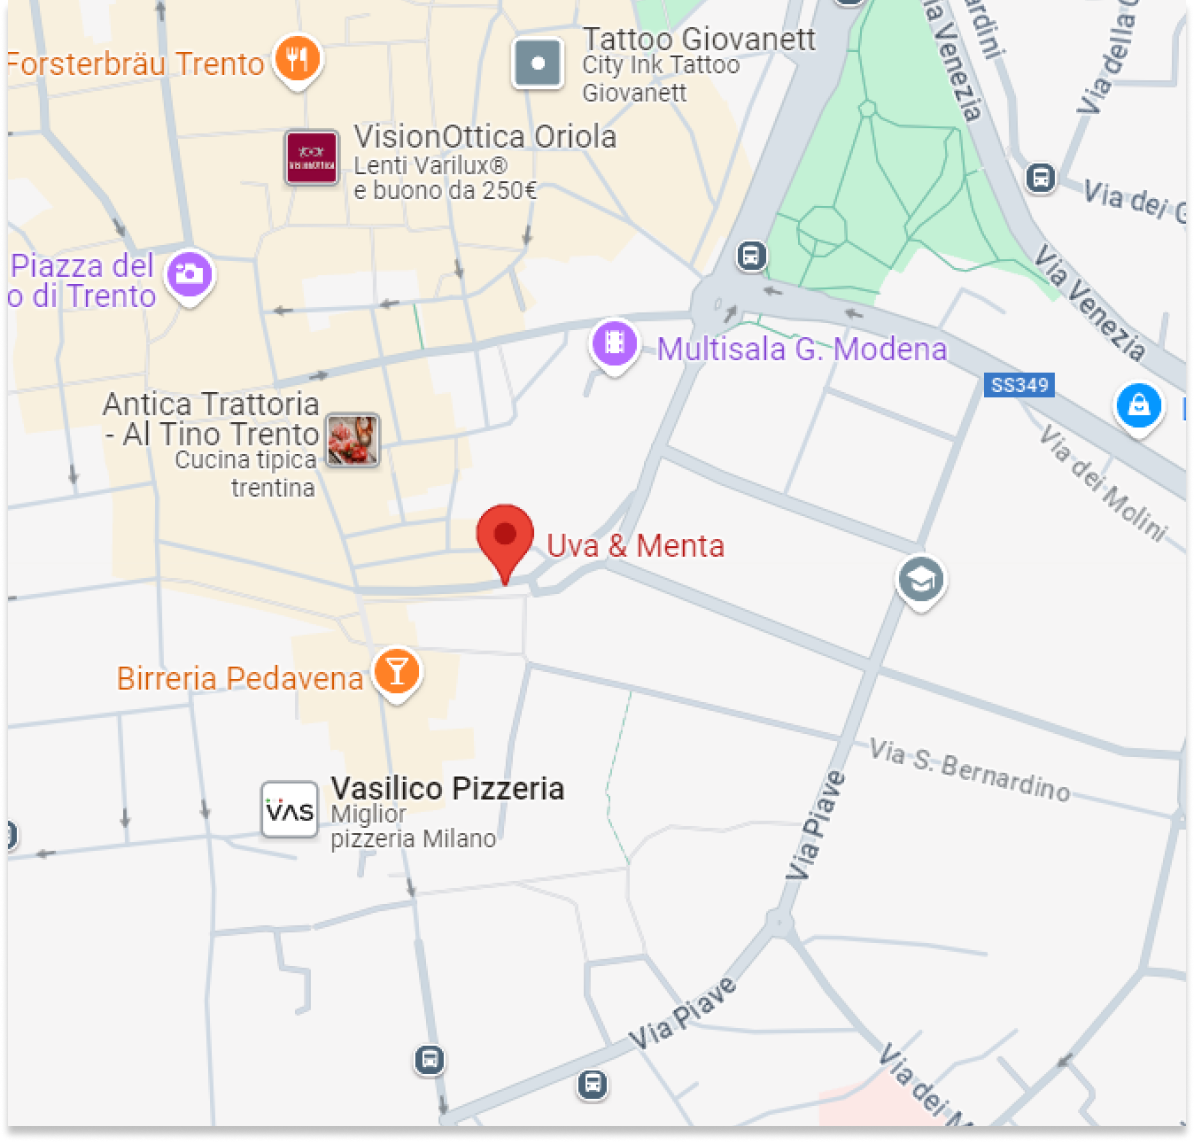 Forsterbräu Trento
Tattoo Giovanett
City Ink Tattoo
Giovanett
la Venezia
ardini
Via della
VisionOttica Oriola
Lenti Varilux®
e buono da 250€
VISIONOTTICA
Via dei G
Piazza del
o di Trento
Via Venezia
Multisala G. Modena
SS349
Antica Trattoria
- Al Tino Trento
Cucina tipica
trentina
Via dei Molini
Uva & Menta
Birreria Pedavena
Via S. Bernardino
Via Piave
VAS
Vasilico Pizzeria
Miglior
pizzeria Milano
Via Piave
Via dei M